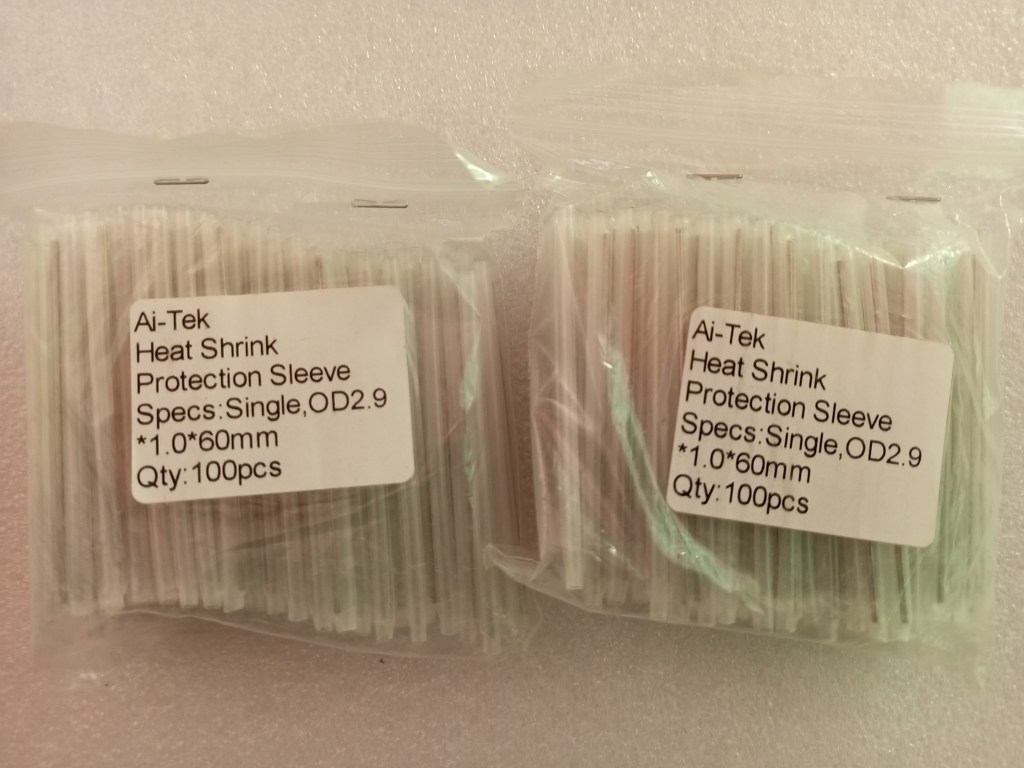 Ai-Tek
Heat Shrink
Protection Sleeve
Specs:Single,OD2.9
*1.0*60mm
Qty:100pcs
Ai-Tek
Heat Shrink
Protection Sleeve
Specs:Single,OD2.9
*1.0*60mm
Qty:100pcs